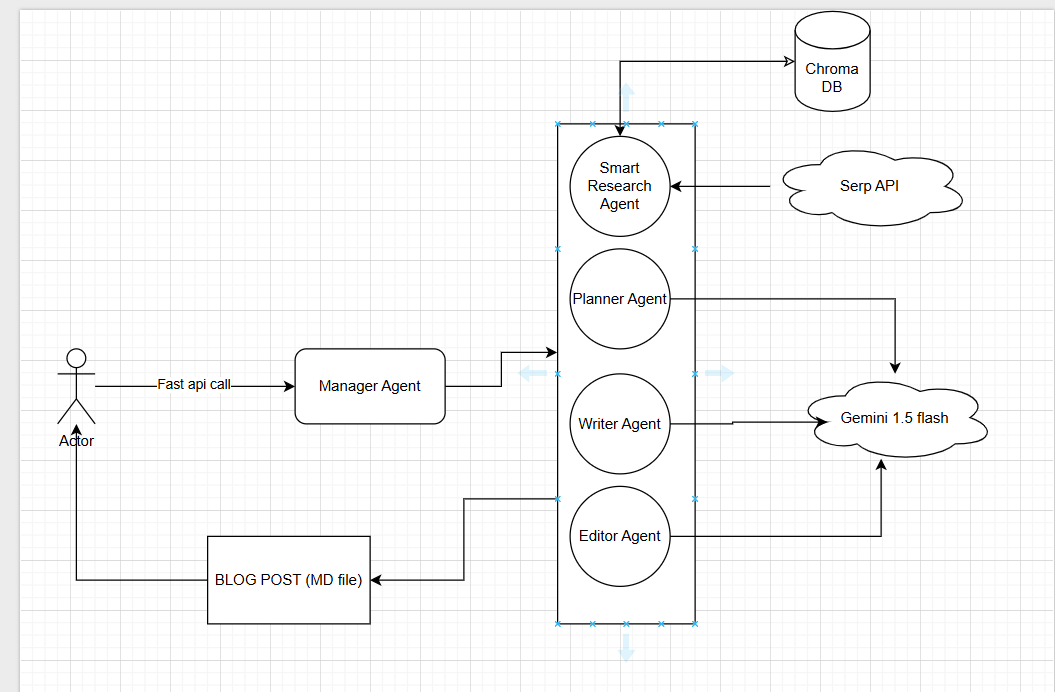 Chroma
DB
Smart
Research
Agent
Serp API
Planner Agent
Fast api call
Manager Agent
Actor
Writer Agent
Gemini 1.5 flash
Editor Agent
BLOG POST (MD file)